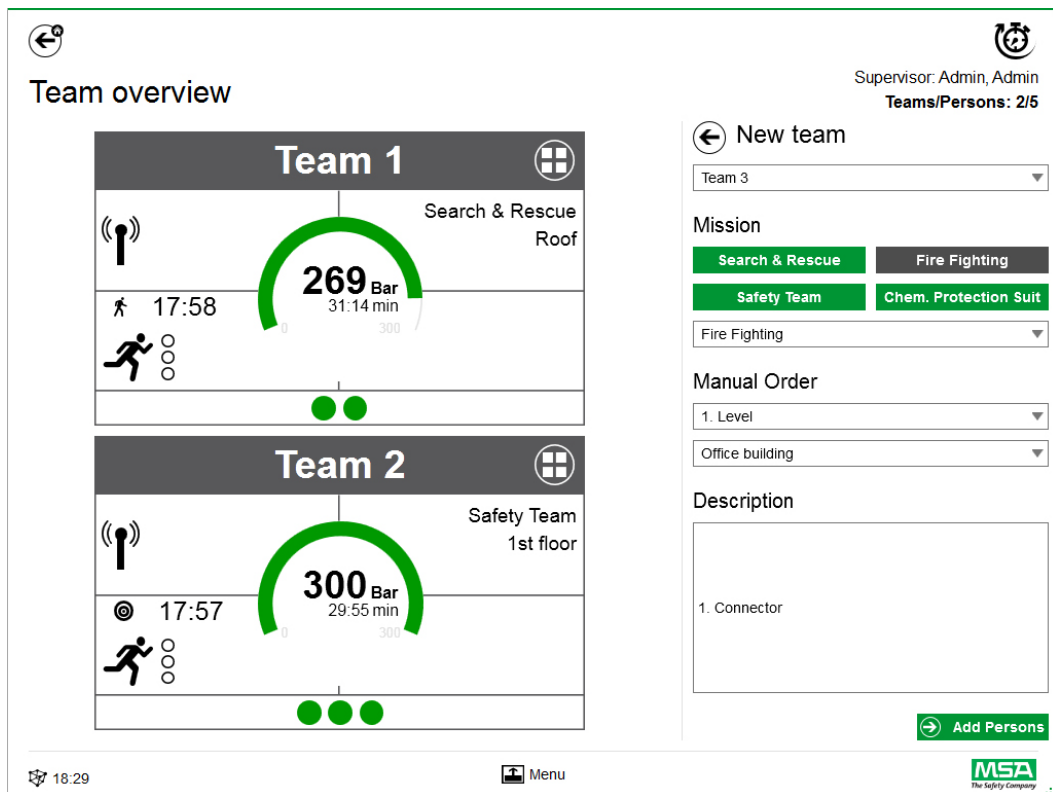 Supervisor: Admin, Admin
Team overview
Teams/Persons: 2/5
Team 1
Search & Rescue
Roof
269 Bar
31:14 min
0 300
17:58
Team 2
Safety Team
1st floor
300 Bar
29:55 min
0 300
17:57
New team
Team 3
Mission
Search & Rescue
Fire Fighting
Safety Team
Chem. Protection Suit
Fire Fighting
Manual Order
1. Level
Office building
Description
1. Connector
Add Persons
18:29
Menu
MSA
The Safety Company